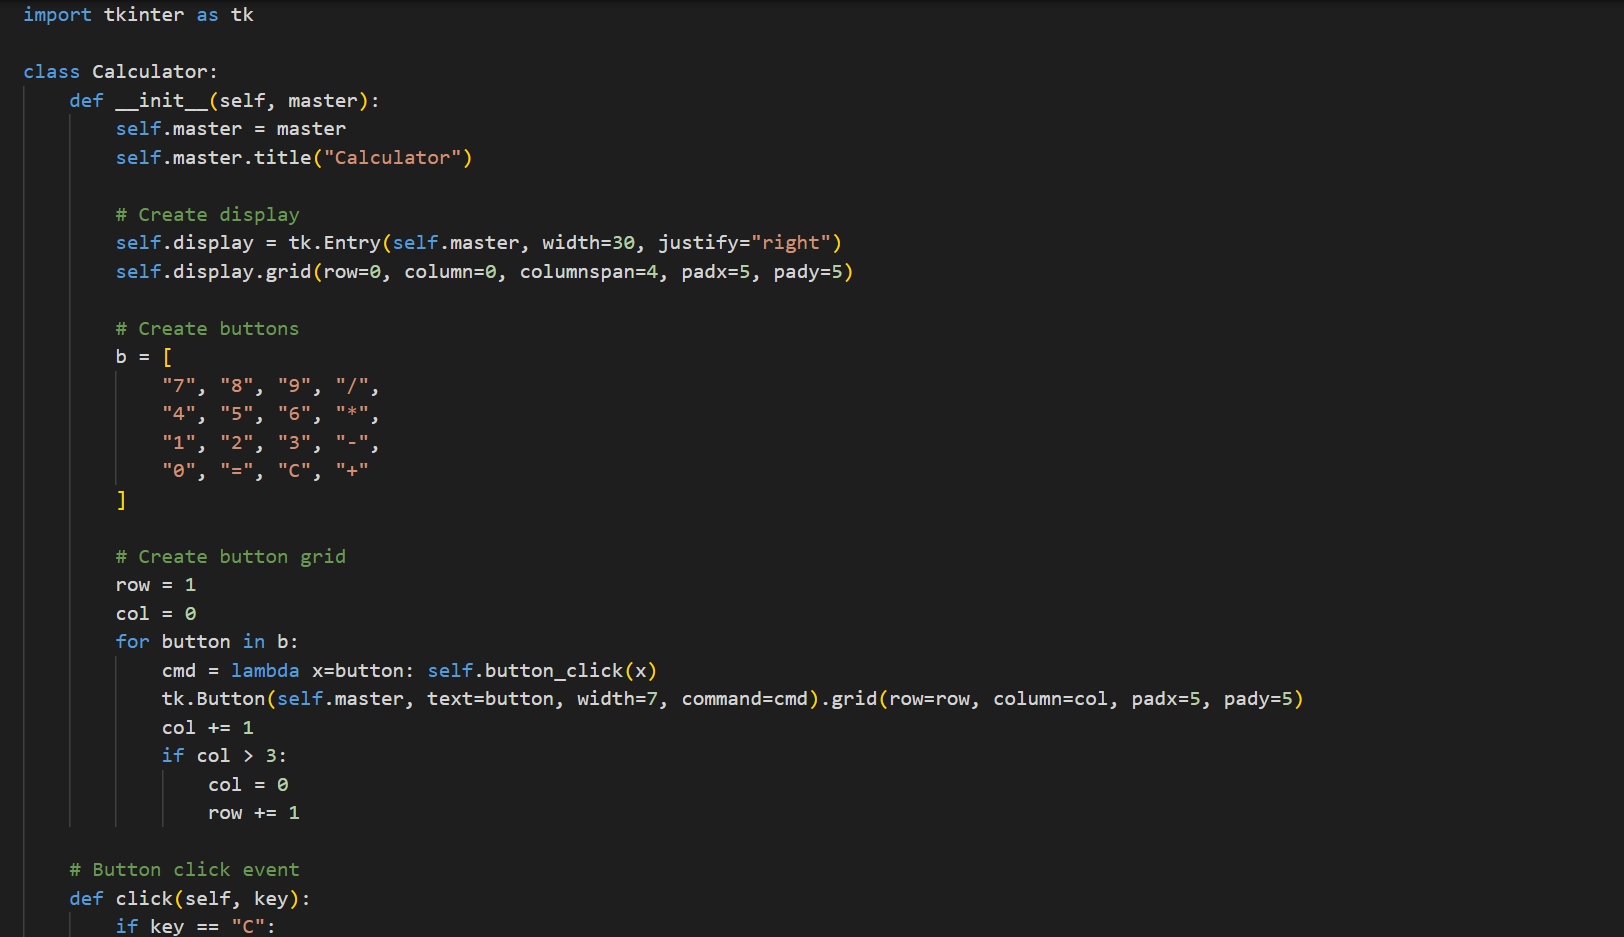 import tkinter as tk
class Calculator:
    def __init__(self, master):
        self.master = master
        self.master.title("Calculator")
        # Create display
        self.display = tk.Entry(self.master, width=30, justify="right")
        self.display.grid(row=0, column=0, columnspan=4, padx=5, pady=5)
        # Create buttons
        b = [
            "7", "8", "9", "/",
            "4", "5", "6", "*",
            "1", "2", "3", "-",
            "0", "=", "C", "+"
        ]
        # Create button grid
        row = 1
        col = 0
        for button in b:
            cmd = lambda x=button: self.button_click(x)
            tk.Button(self.master, text=button, width=7, command=cmd).grid(row=row, column=col, padx=5, pady=5)
            col += 1
            if col > 3:
                col = 0
                row += 1
    # Button click event
    def click(self, key):
        if key == "C":